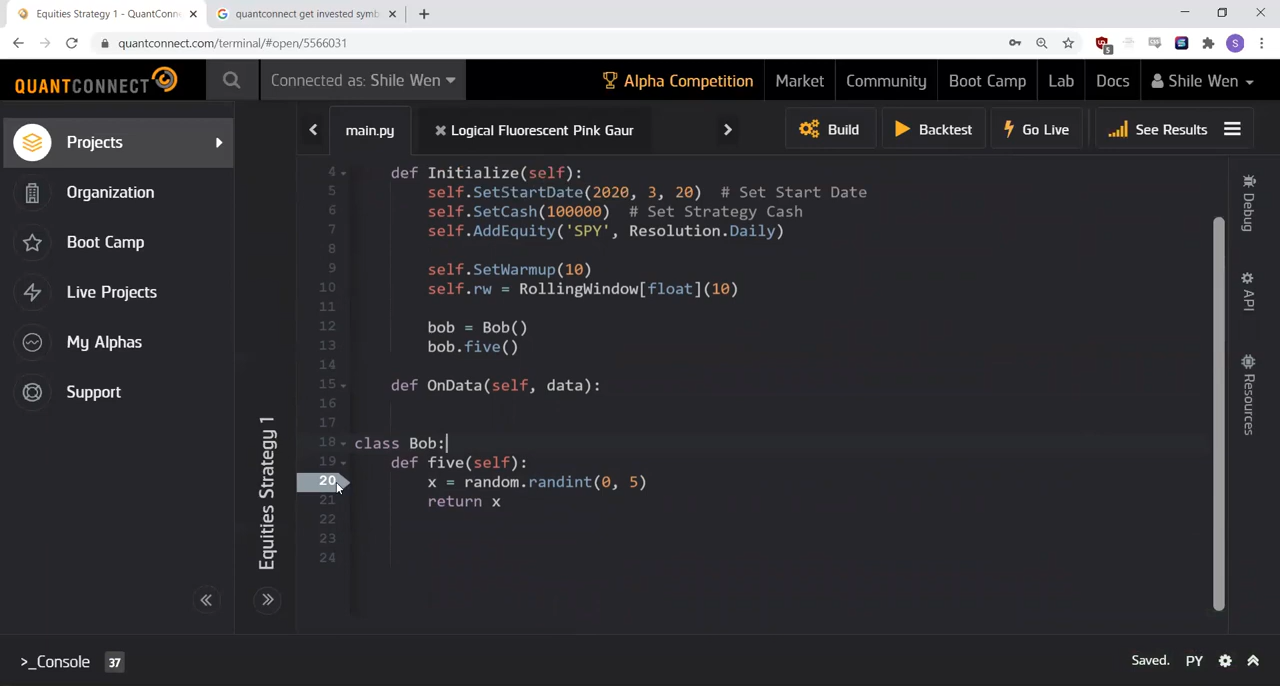 Equities Strategy 1 - QuantConne
quantconnect get invested symb
quantconnect.com/terminal/#open/5566031
5
S
QUANTCONNECT
Connected as: Shile Wen
Alpha Competition
Market
Community
Boot Camp
Lab
Docs
Shile Wen
Projects
Organization
Boot Camp
Live Projects
My Alphas
Support
Equities Strategy 1
main.py
Logical Fluorescent Pink Gaur
Build
Backtest
Go Live
See Results
4 def Initialize(self):
5 self.SetStartDate(2020, 3, 20)  # Set Start Date
6 self.SetCash(100000)  # Set Strategy Cash
7 self.AddEquity('SPY', Resolution.Daily)
8
9 self.SetWarmup(10)
10 self.rw = RollingWindow[float](10)
11
12 bob = Bob()
13 bob.five()
14
15 def OnData(self, data):
16
17
18 class Bob:
19 def five(self):
20 x = random.randint(0, 5)
21 return x
22
23
24
Debug
API
Resources
>_Console 37
Saved.
PY